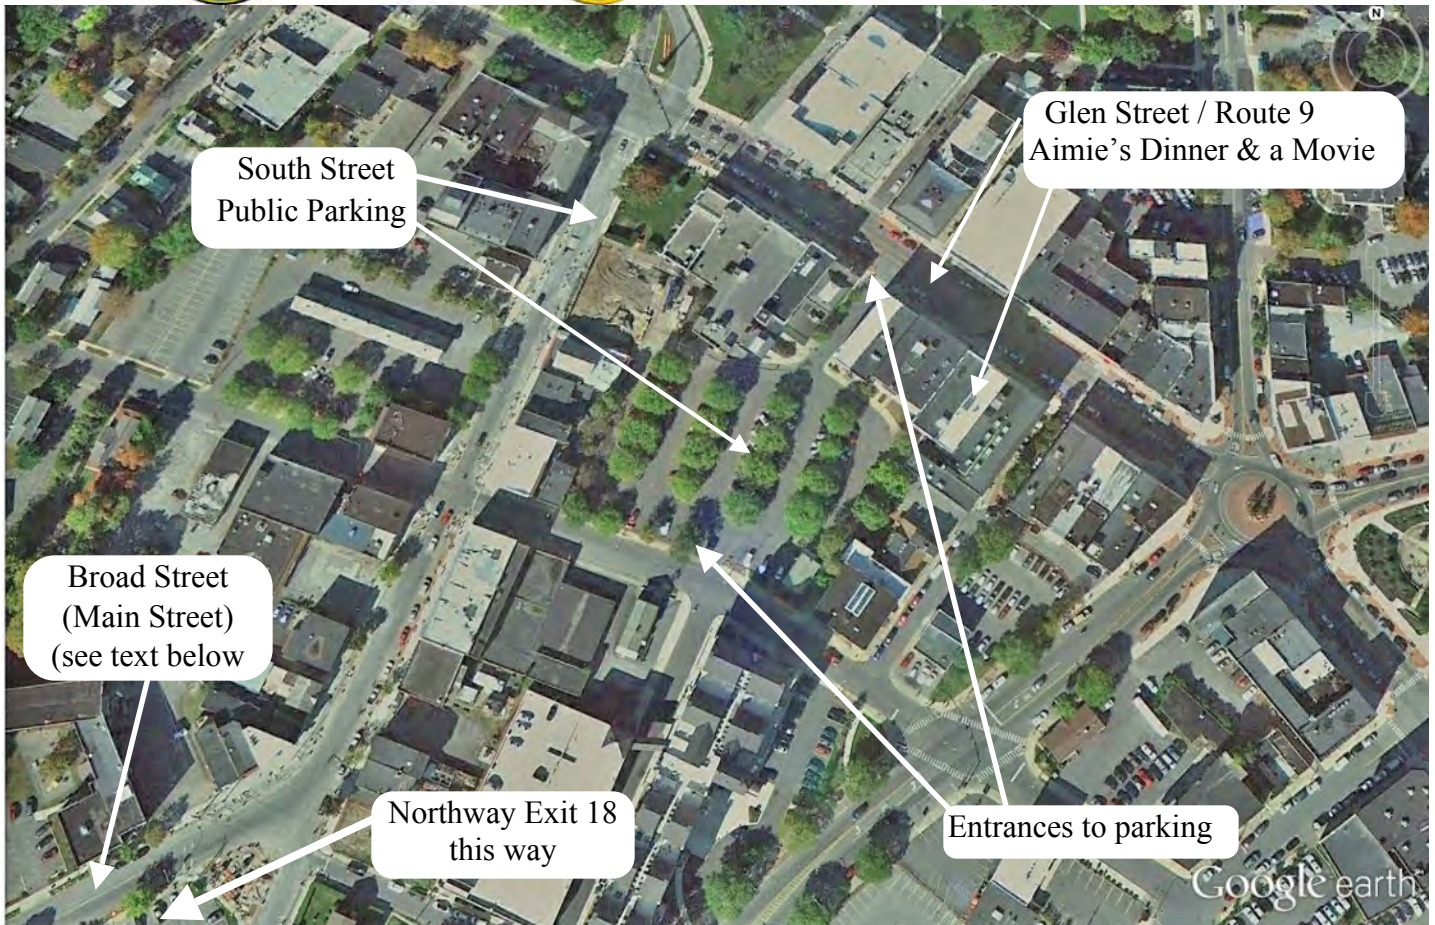 N
Glen Street / Route 9
Aimie's Dinner & a Movie
South Street
Public Parking
Broad Street
(Main Street)
(see text below
Northway Exit 18
this way
Entrances to parking
Google earth